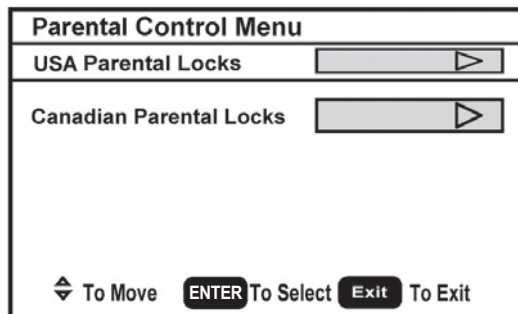 Parental Control Menu
USA Parental Locks
Canadian Parental Locks
To Move ENTER To Select Exit To Exit